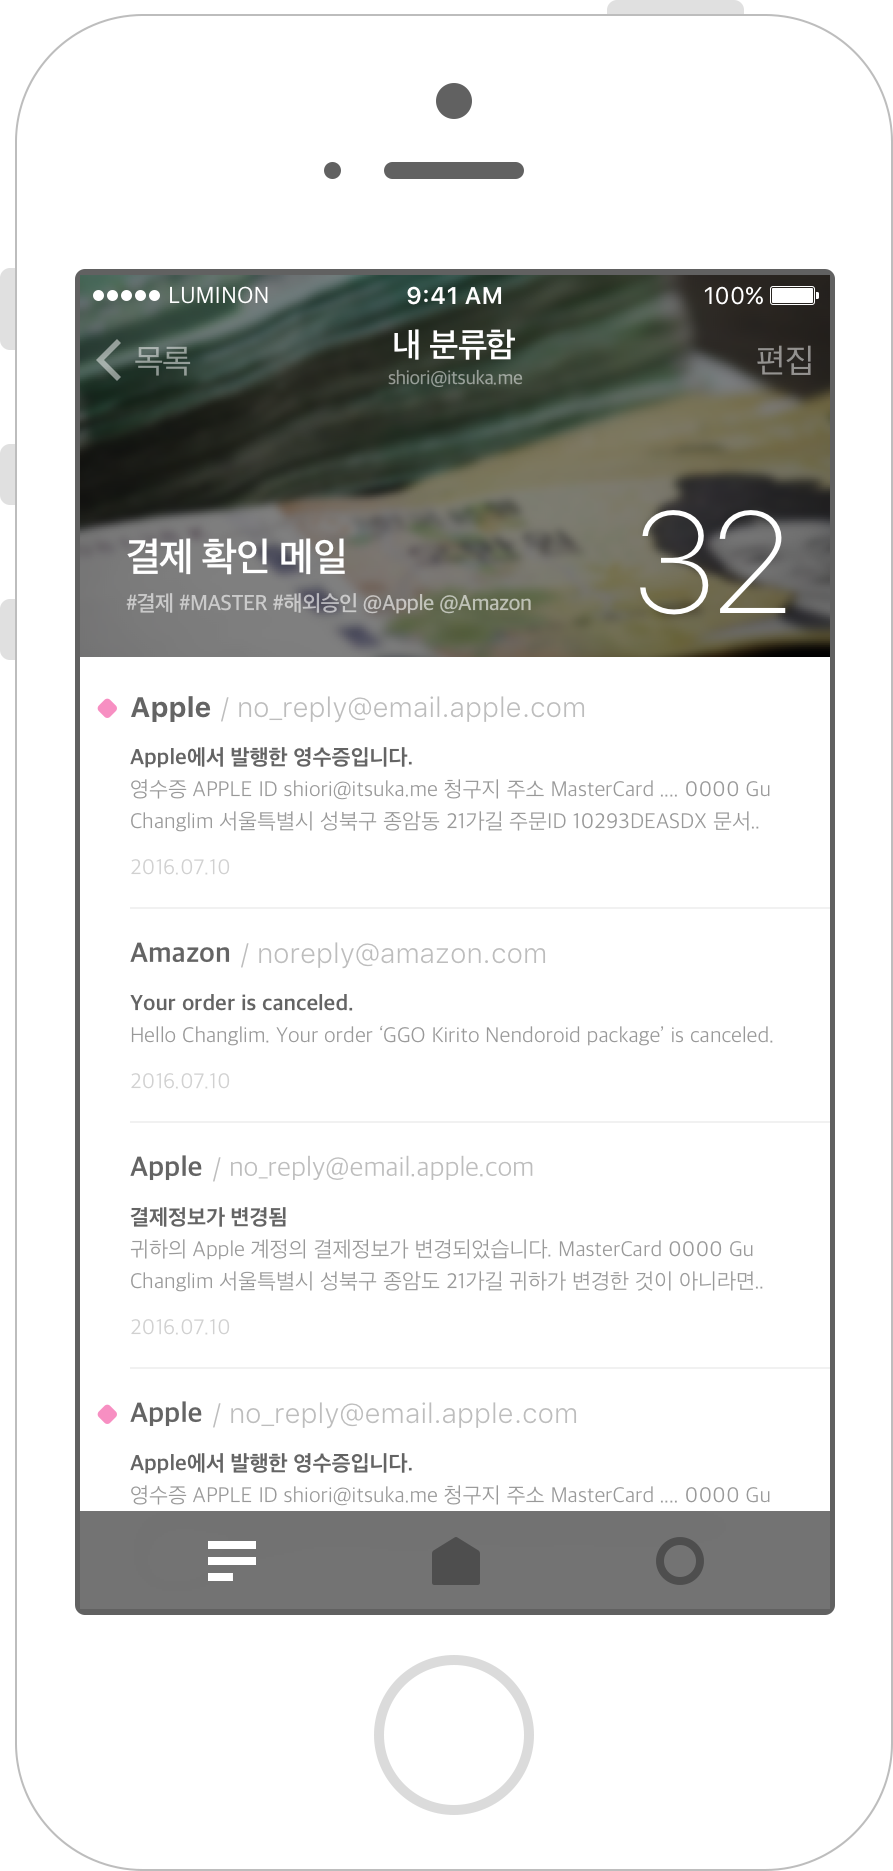 LUMINON 9:41 AM 100%
목록 내 분류함 편집
shiori@itsuka.me
결제 확인 메일 32
#결제 #MASTER #해외승인 @Apple @Amazon
Apple / no_reply@email.apple.com
Apple에서 발행한 영수증입니다.
영수증 APPLE ID shiori@itsuka.me 청구지 주소 MasterCard .... 0000 Gu
Changlim 서울특별시 성북구 종암동 21가길 주문ID 10293DEASDX 문서..
2016.07.10
Amazon / noreply@amazon.com
Your order is canceled.
Hello Changlim. Your order ‘GGO Kirito Nendoroid package’ is canceled.
2016.07.10
Apple / no_reply@email.apple.com
결제정보가 변경됨
귀하의 Apple 계정의 결제정보가 변경되었습니다. MasterCard 0000 Gu
Changlim 서울특별시 성북구 종암도 21가길 귀하가 변경한 것이 아니라면..
2016.07.10
Apple / no_reply@email.apple.com
Apple에서 발행한 영수증입니다.
영수증 APPLE ID shiori@itsuka.me 청구지 주소 MasterCard .... 0000 Gu